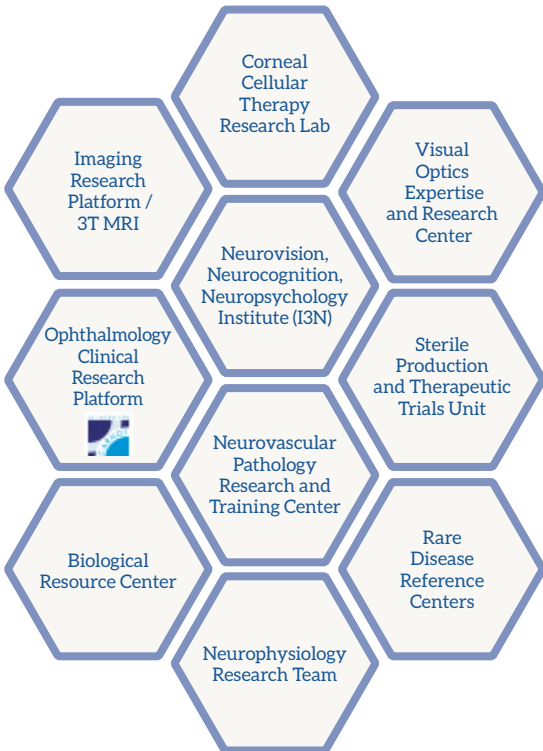 Corneal
Cellular
Therapy
Research Lab
Imaging
Research
Platform /
3T MRI
Visual
Optics
Expertise
and Research
Center
Neurovision,
Neurocognition,
Neuropsychology
Institute (I3N)
Ophthalmology
Clinical
Research
Platform
Sterile
Production
and Therapeutic
Trials Unit
Neurovascular
Pathology
Research and
Training Center
Biological
Resource Center
Rare
Disease
Reference
Centers
Neurophysiology
Research Team